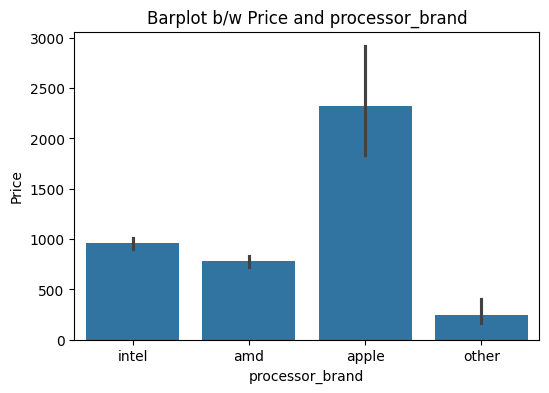 Barplot b/w Price and processor_brand
3000
2500
2000
1500
1000
500
0
Price
intel amd apple other
processor_brand